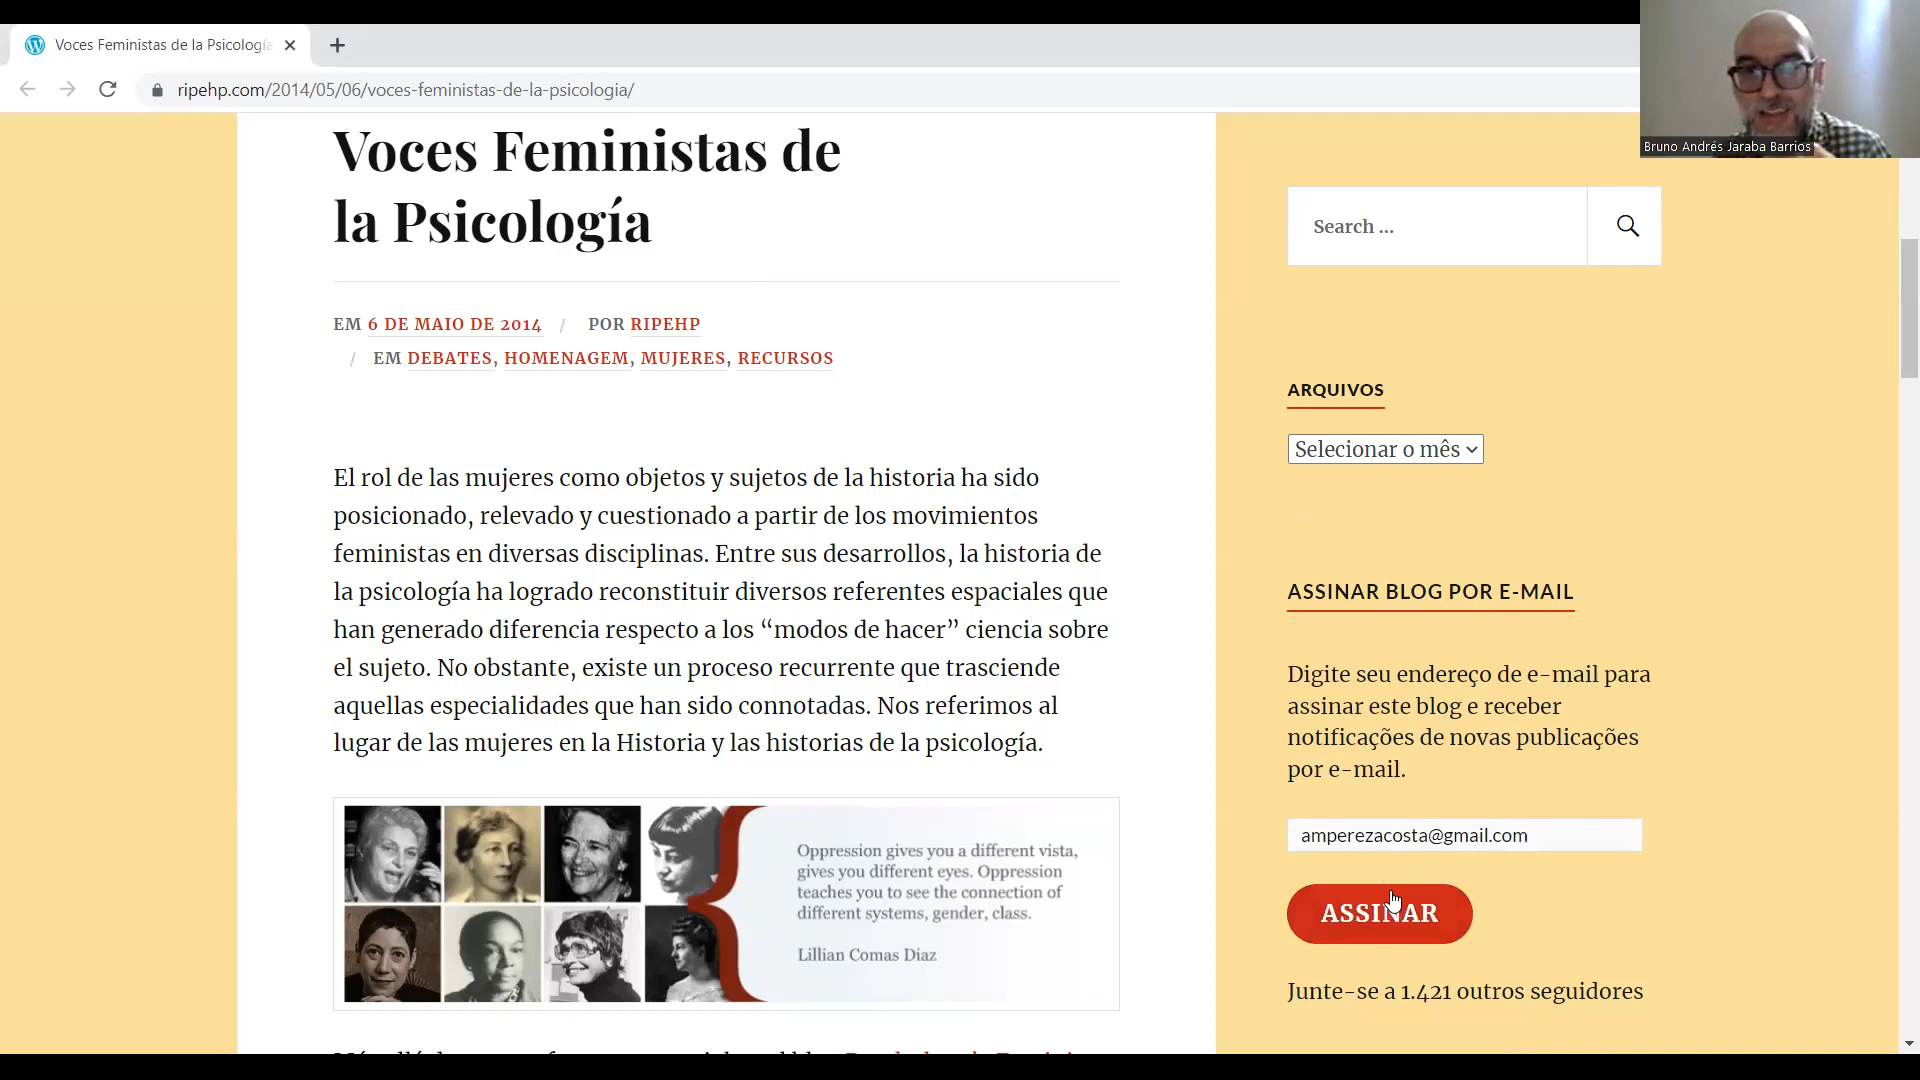 Voces Feministas de la Psicología
ripehp.com/2014/05/06/voces-feministas-de-la-psicologia/
Bruno Andrés Jaraba Barrios
Voces Feministas de
la Psicología
EM 6 DE MAIO DE 2014 / POR RIPEHP
/ EM DEBATES, HOMENAGEM, MUJERES, RECURSOS
El rol de las mujeres como objetos y sujetos de la historia ha sido
posicionado, relevado y cuestionado a partir de los movimientos
feministas en diversas disciplinas. Entre sus desarrollos, la historia de
la psicología ha logrado reconstituir diversos referentes espaciales que
han generado diferencia respecto a los “modos de hacer” ciencia sobre
el sujeto. No obstante, existe un proceso recurrente que trasciende
aquellas especialidades que han sido connotadas. Nos referimos al
lugar de las mujeres en la Historia y las historias de la psicología.
Oppression gives you a different vista,
gives you different eyes. Oppression
teaches you to see the connection of
different systems, gender, class.
Lillian Comas Diaz
Search ...
ARQUIVOS
Selecionar o mês
ASSINAR BLOG POR E-MAIL
Digite seu endereço de e-mail para
assinar este blog e receber
notificações de novas publicações
por e-mail.
amperezacosta@gmail.com
ASSINAR
Junte-se a 1.421 outros seguidores